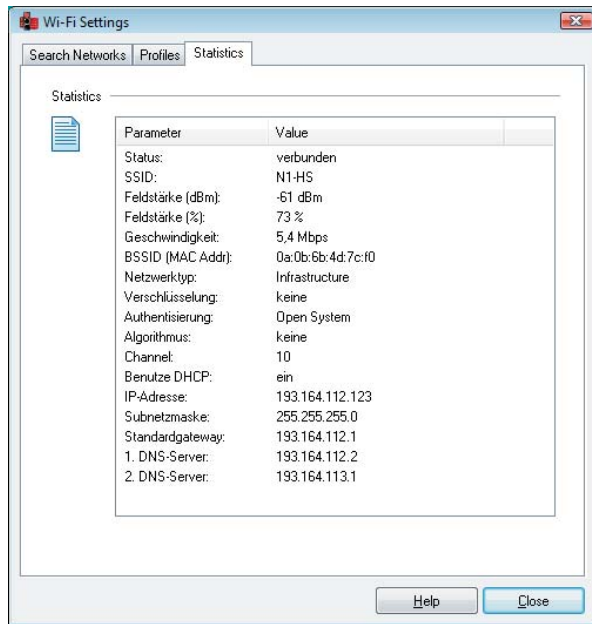 Wi-Fi Settings
Search Networks Profiles Statistics
Statistics
Parameter Value
Status: verbunden
SSID: N1-HS
Feldstärke (dBm): -61 dBm
Feldstärke (%): 73 %
Geschwindigkeit: 5,4 Mbps
BSSID (MAC Addr): 0a:0b:6b:4d:7c:f0
Netzwerktyp: Infrastructure
Verschlüsselung: keine
Authentisierung: Open System
Algorithmus: keine
Channel: 10
Benutze DHCP: ein
IP-Adresse: 193.164.112.123
Subnetzmaske: 255.255.255.0
Standardgateway: 193.164.112.1
1. DNS-Server: 193.164.112.2
2. DNS-Server: 193.164.113.1
Help Close